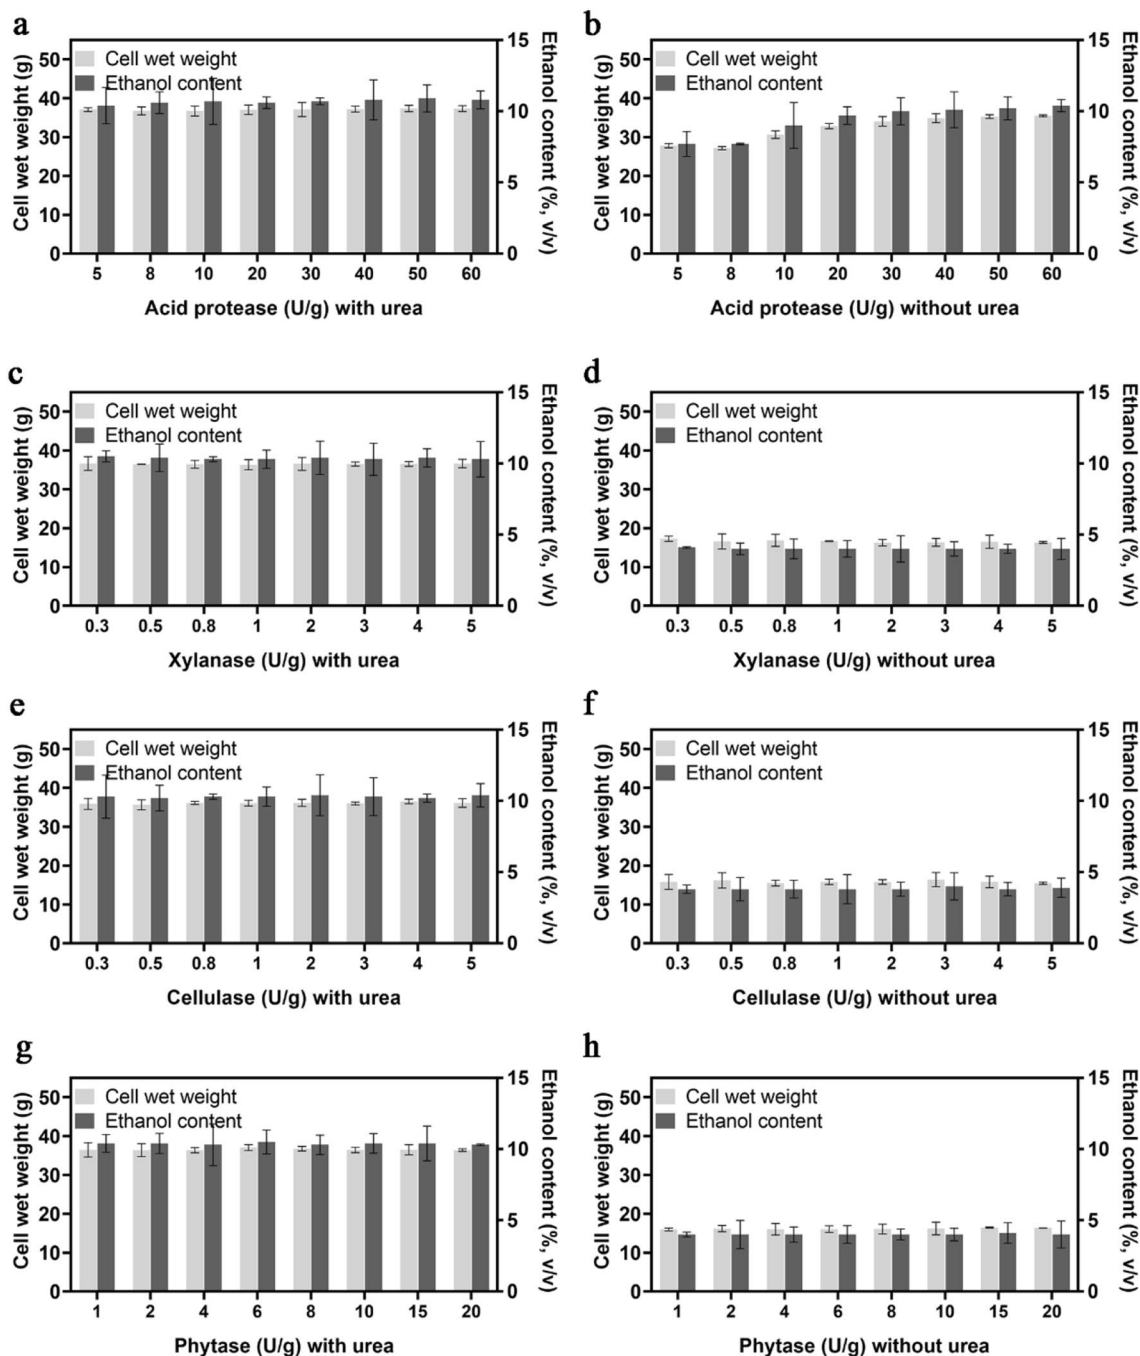 a
Cell wet weight
Ethanol content
Cell wet weight (g)
50
40
30
20
10
0
Ethanol content (%, v/v)
15
10
5
0
5 8 10 20 30 40 50 60
Acid protease (U/g) with urea
b
Cell wet weight
Ethanol content
Cell wet weight (g)
50
40
30
20
10
0
Ethanol content (%, v/v)
15
10
5
0
5 8 10 20 30 40 50 60
Acid protease (U/g) without urea
c
Cell wet weight
Ethanol content
Cell wet weight (g)
50
40
30
20
10
0
Ethanol content (%, v/v)
15
10
5
0
0.3 0.5 0.8 1 2 3 4 5
Xylanase (U/g) with urea
d
Cell wet weight
Ethanol content
Cell wet weight (g)
50
40
30
20
10
0
Ethanol content (%, v/v)
15
10
5
0
0.3 0.5 0.8 1 2 3 4 5
Xylanase (U/g) without urea
e
Cell wet weight
Ethanol content
Cell wet weight (g)
50
40
30
20
10
0
Ethanol content (%, v/v)
15
10
5
0
0.3 0.5 0.8 1 2 3 4 5
Cellulase (U/g) with urea
f
Cell wet weight
Ethanol content
Cell wet weight (g)
50
40
30
20
10
0
Ethanol content (%, v/v)
15
10
5
0
0.3 0.5 0.8 1 2 3 4 5
Cellulase (U/g) without urea
g
Cell wet weight
Ethanol content
Cell wet weight (g)
50
40
30
20
10
0
Ethanol content (%, v/v)
15
10
5
0
1 2 4 6 8 10 15 20
Phytase (U/g) with urea
h
Cell wet weight
Ethanol content
Cell wet weight (g)
50
40
30
20
10
0
Ethanol content (%, v/v)
15
10
5
0
1 2 4 6 8 10 15 20
Phytase (U/g) without urea